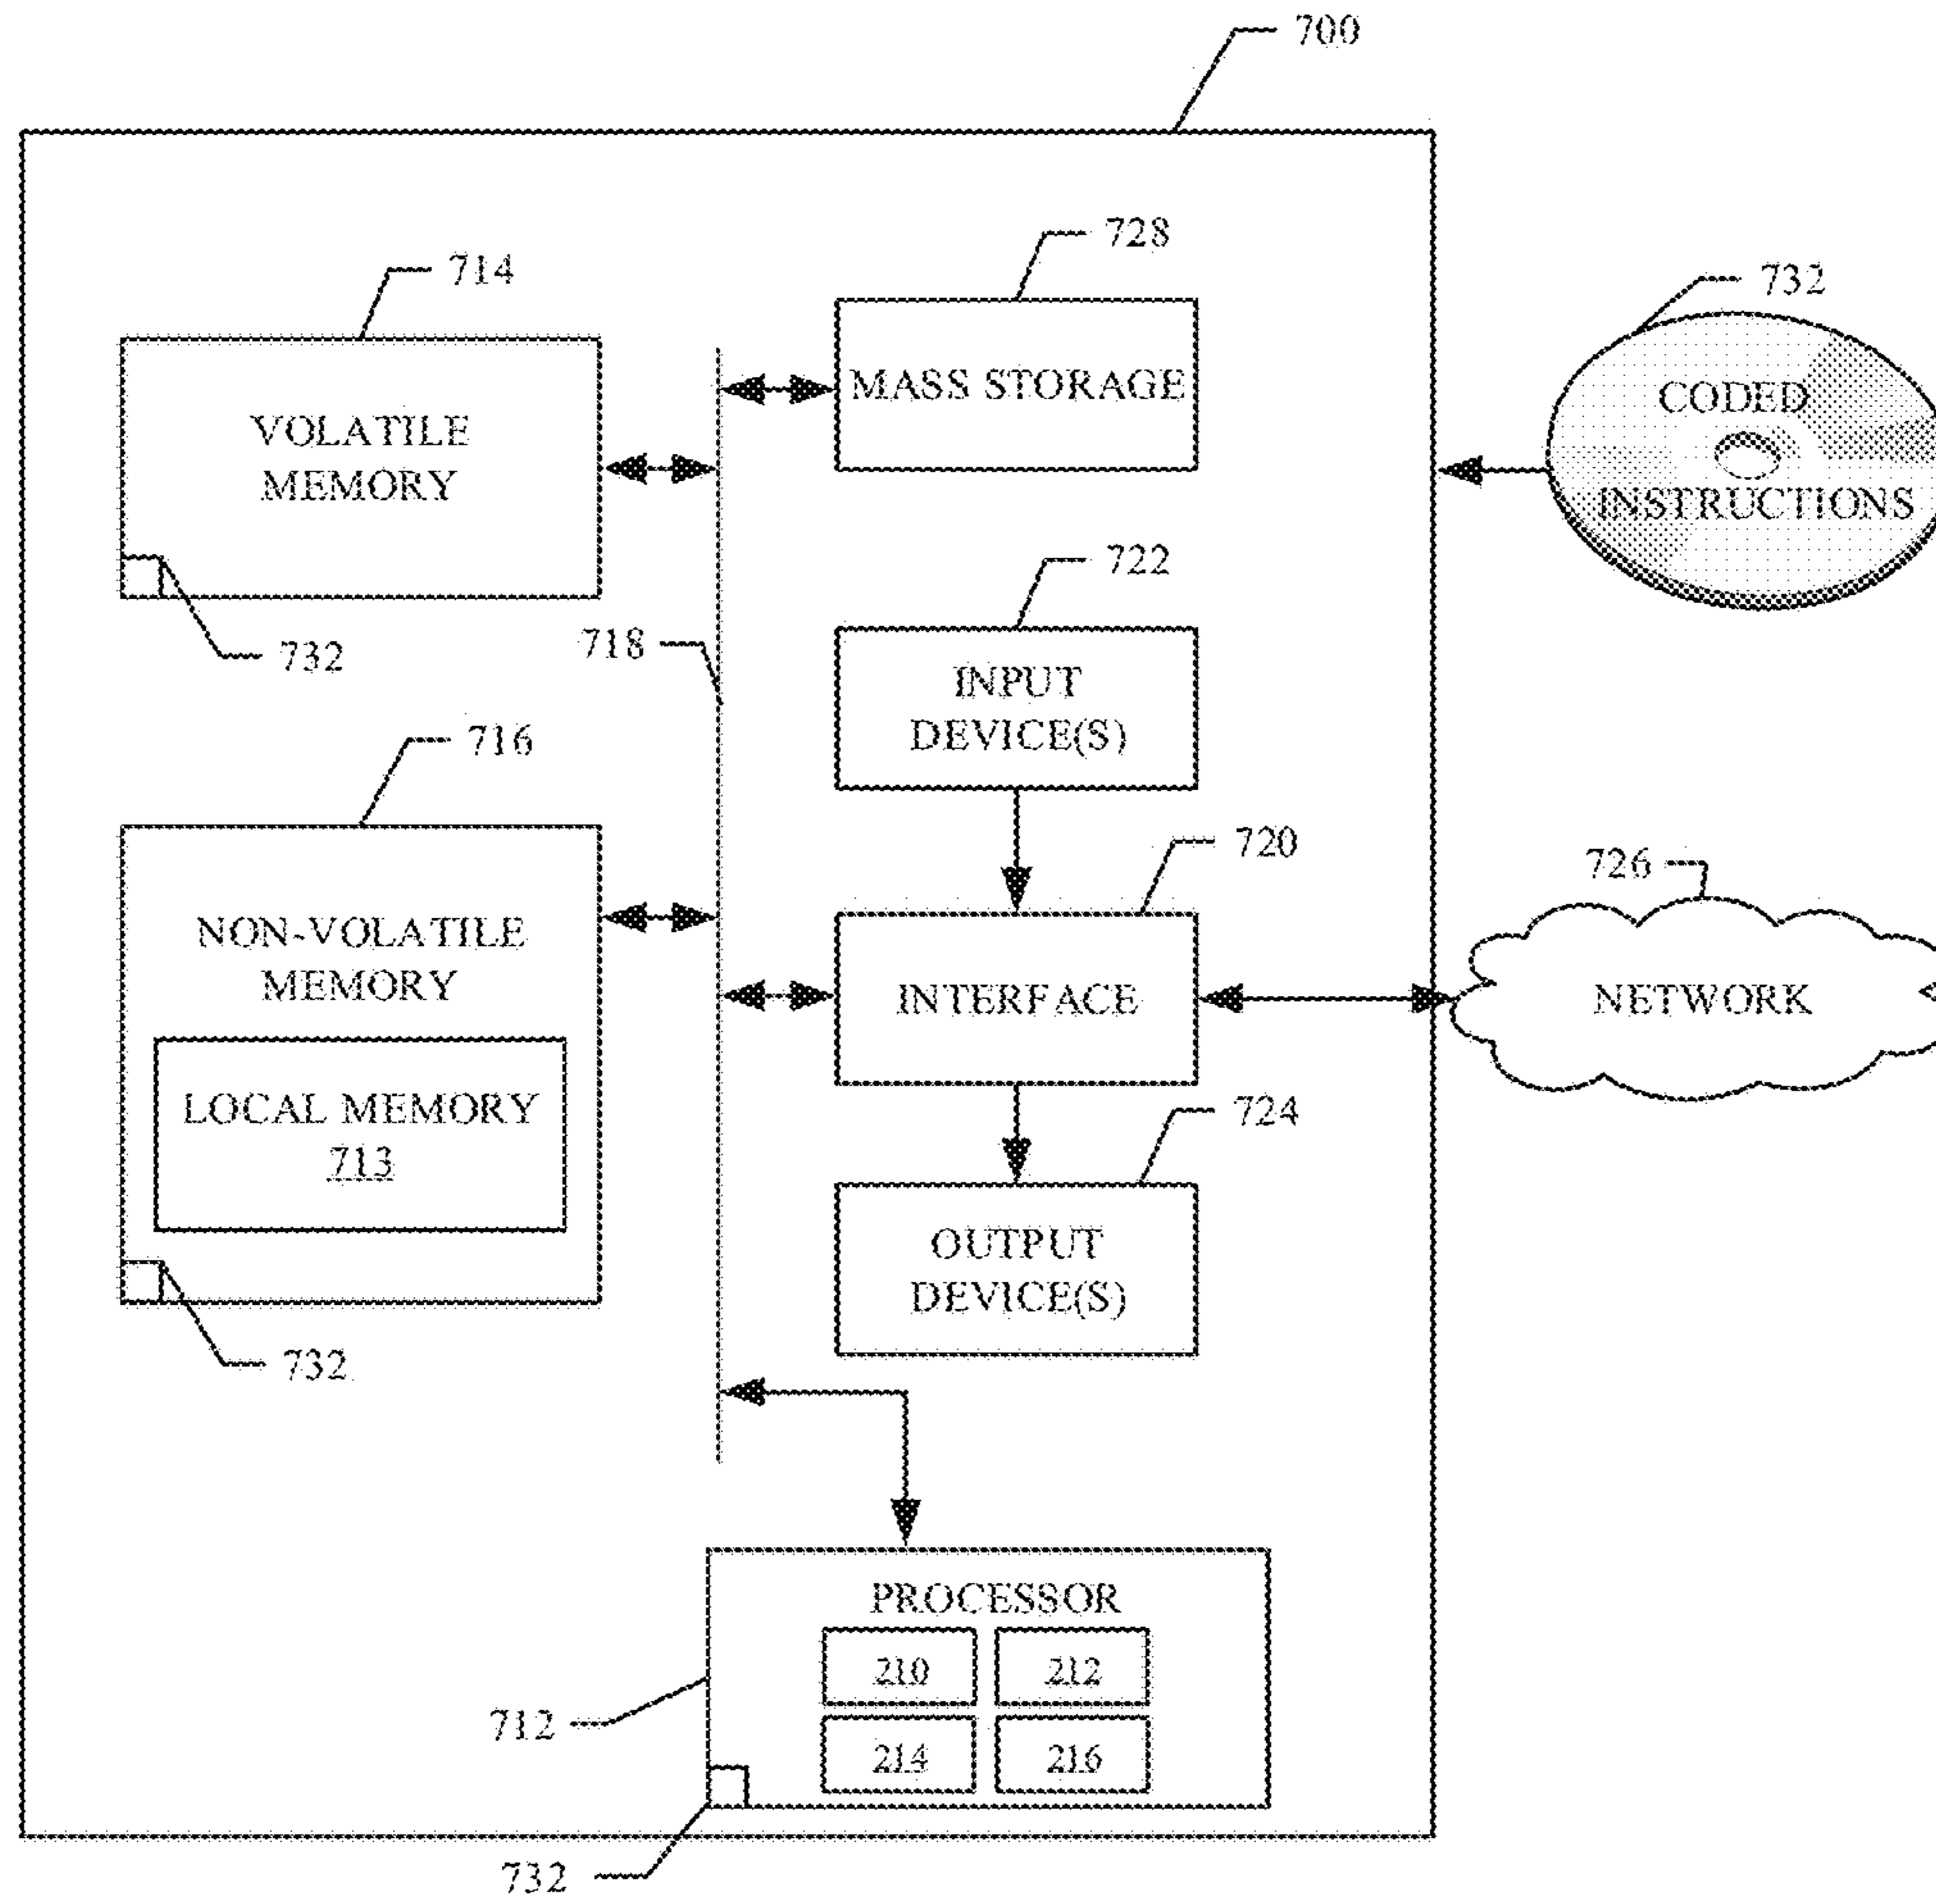 700
728
714
732
MASS STORAGE
VOLATILE
MEMORY
CODED
INSTRUCTIONS
722
732
718
INPUT
DEVICE(S)
716
720
726
NON-VOLATILE
MEMORY
INTERFACE
NETWORK
LOCAL MEMORY
713
724
OUTPUT
DEVICE(S)
732
PROCESSOR
210
212
712
214
216
732